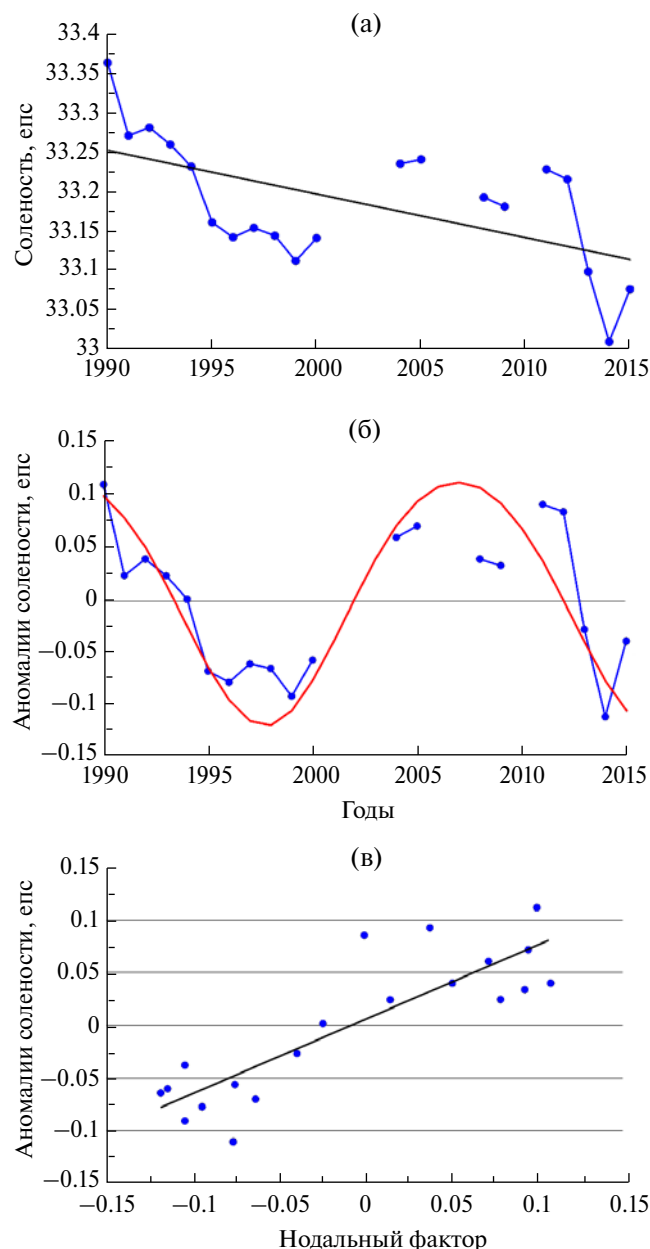 (а)
Соленость, епс
33.4
33.35
33.3
33.25
33.2
33.15
33.1
33.05
33
1990 1995 2000 2005 2010 2015
(б)
Аномалии солености, епс
0.15
0.1
0.05
0
−0.05
−0.1
−0.15
1990 1995 2000 2005 2010 2015
Годы
(в)
Аномалии солености, епс
0.15
0.1
0.05
0
−0.05
−0.1
−0.15
−0.15 −0.1 −0.05 0 0.05 0.1 0.15
Нодальный фактор